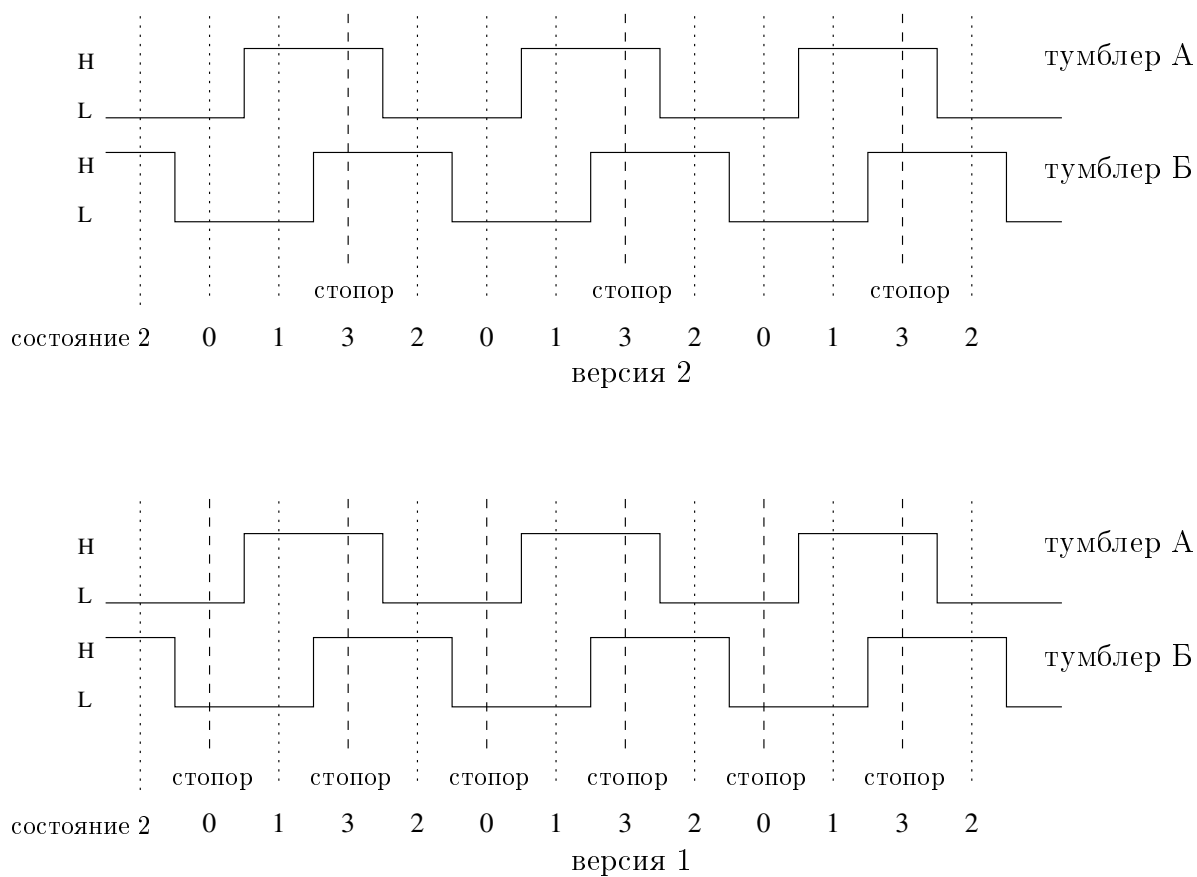 H
тумблер А
L
H
тумблер Б
L
стопор стопор стопор
состояние 2 0 1 3 2 0 1 3 2 0 1 3 2
версия 2
H
тумблер А
L
H
тумблер Б
L
стопор стопор стопор стопор стопор стопор
состояние 2 0 1 3 2 0 1 3 2 0 1 3 2
версия 1